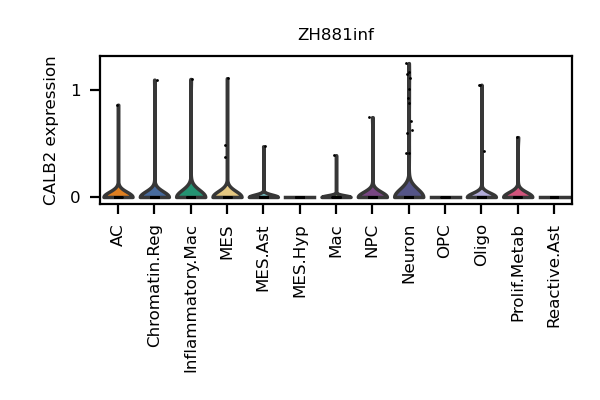 ZH881inf
CALB2 expression
1
0
AC
Chromatin.Reg
Inflammatory.Mac
MES
MES.Ast
MES.Hyp
Mac
NPC
Neuron
OPC
Oligo
Prolif.Metab
Reactive.Ast